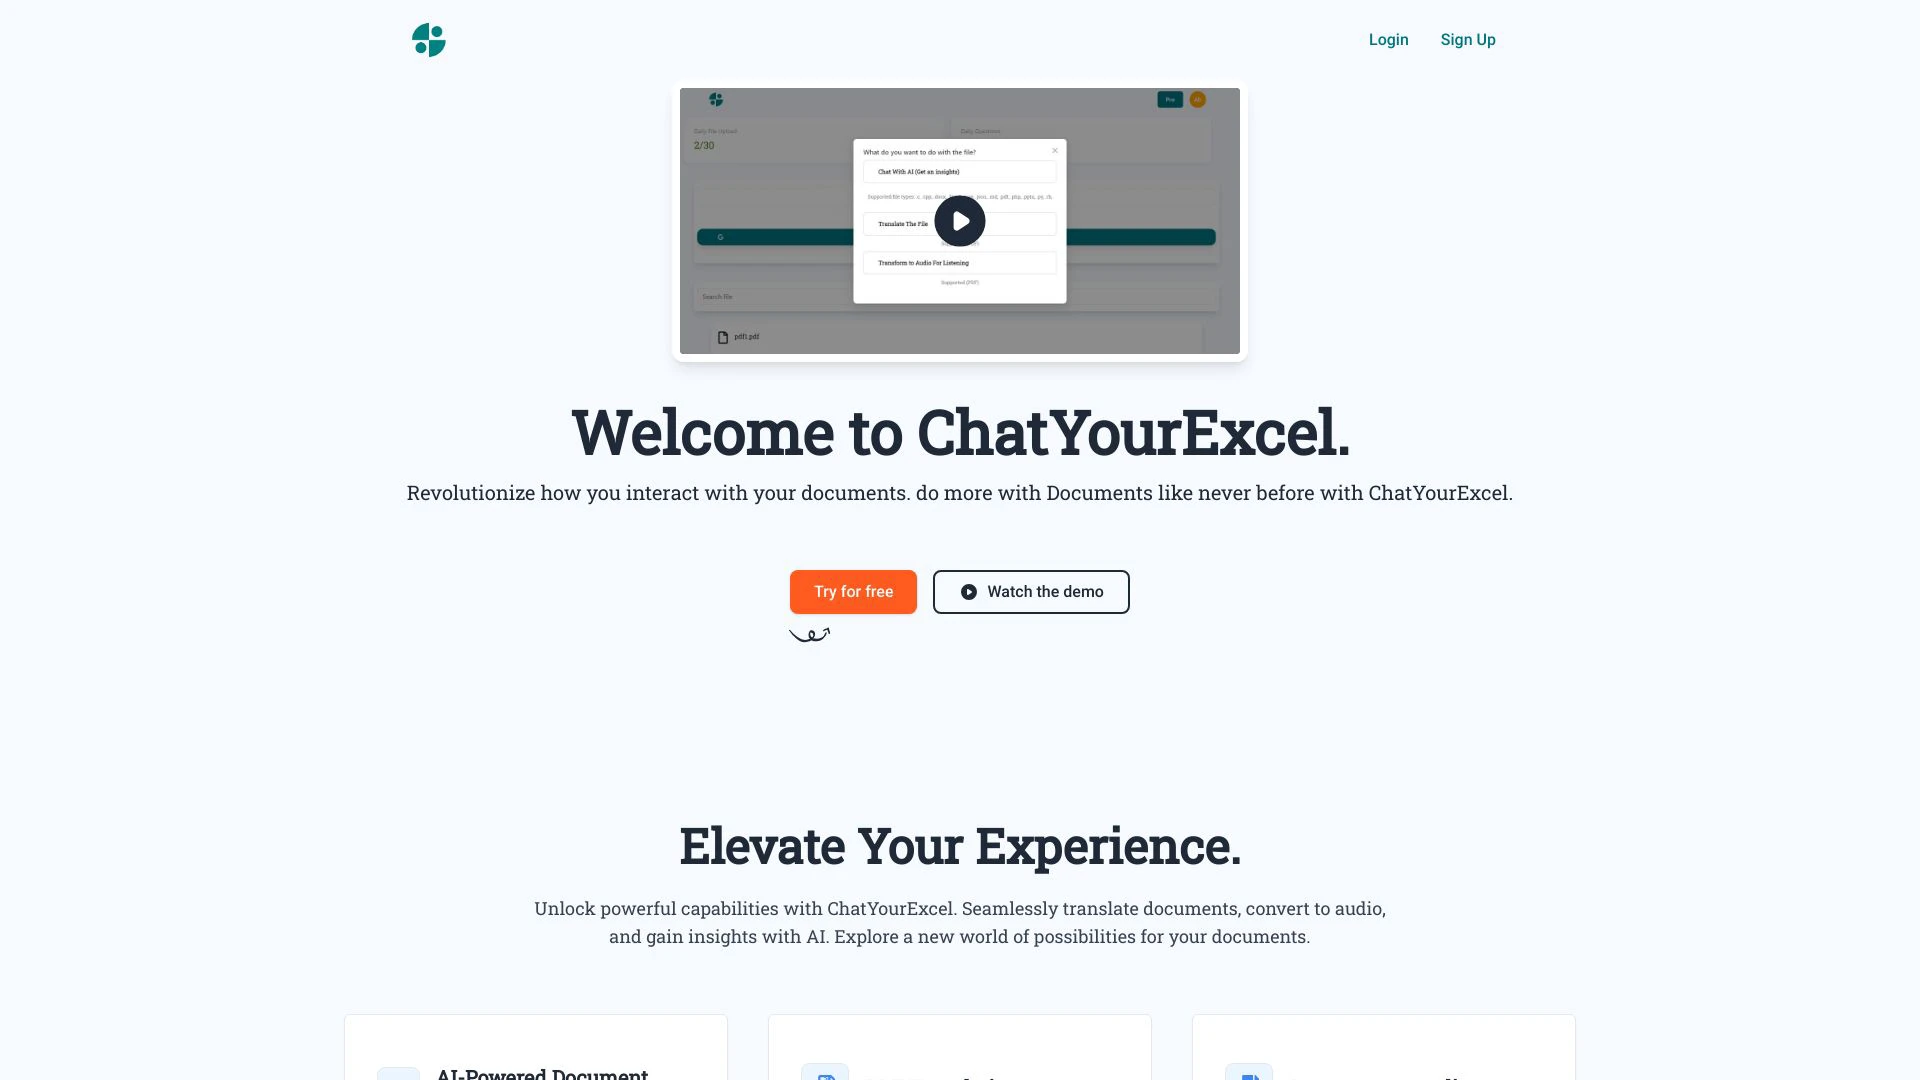 Login
Sign Up
Pro
Daily File Upload
Daily Questions
2/30
What do you want to do with the file?
Chat With AI (Get an insights)
Supported file types: .c, .cpp, .docx, json, .md, pdf, php, pptx, py, rb,
Translate The File
Transform to Audio For Listening
Supported (PDF)
G
Search file
pdf1.pdf
Welcome to ChatYourExcel.
Revolutionize how you interact with your documents. do more with Documents like never before with ChatYourExcel.
Try for free
Watch the demo
Elevate Your Experience.
Unlock powerful capabilities with ChatYourExcel. Seamlessly translate documents, convert to audio,
and gain insights with AI. Explore a new world of possibilities for your documents.
AI-Powered Document